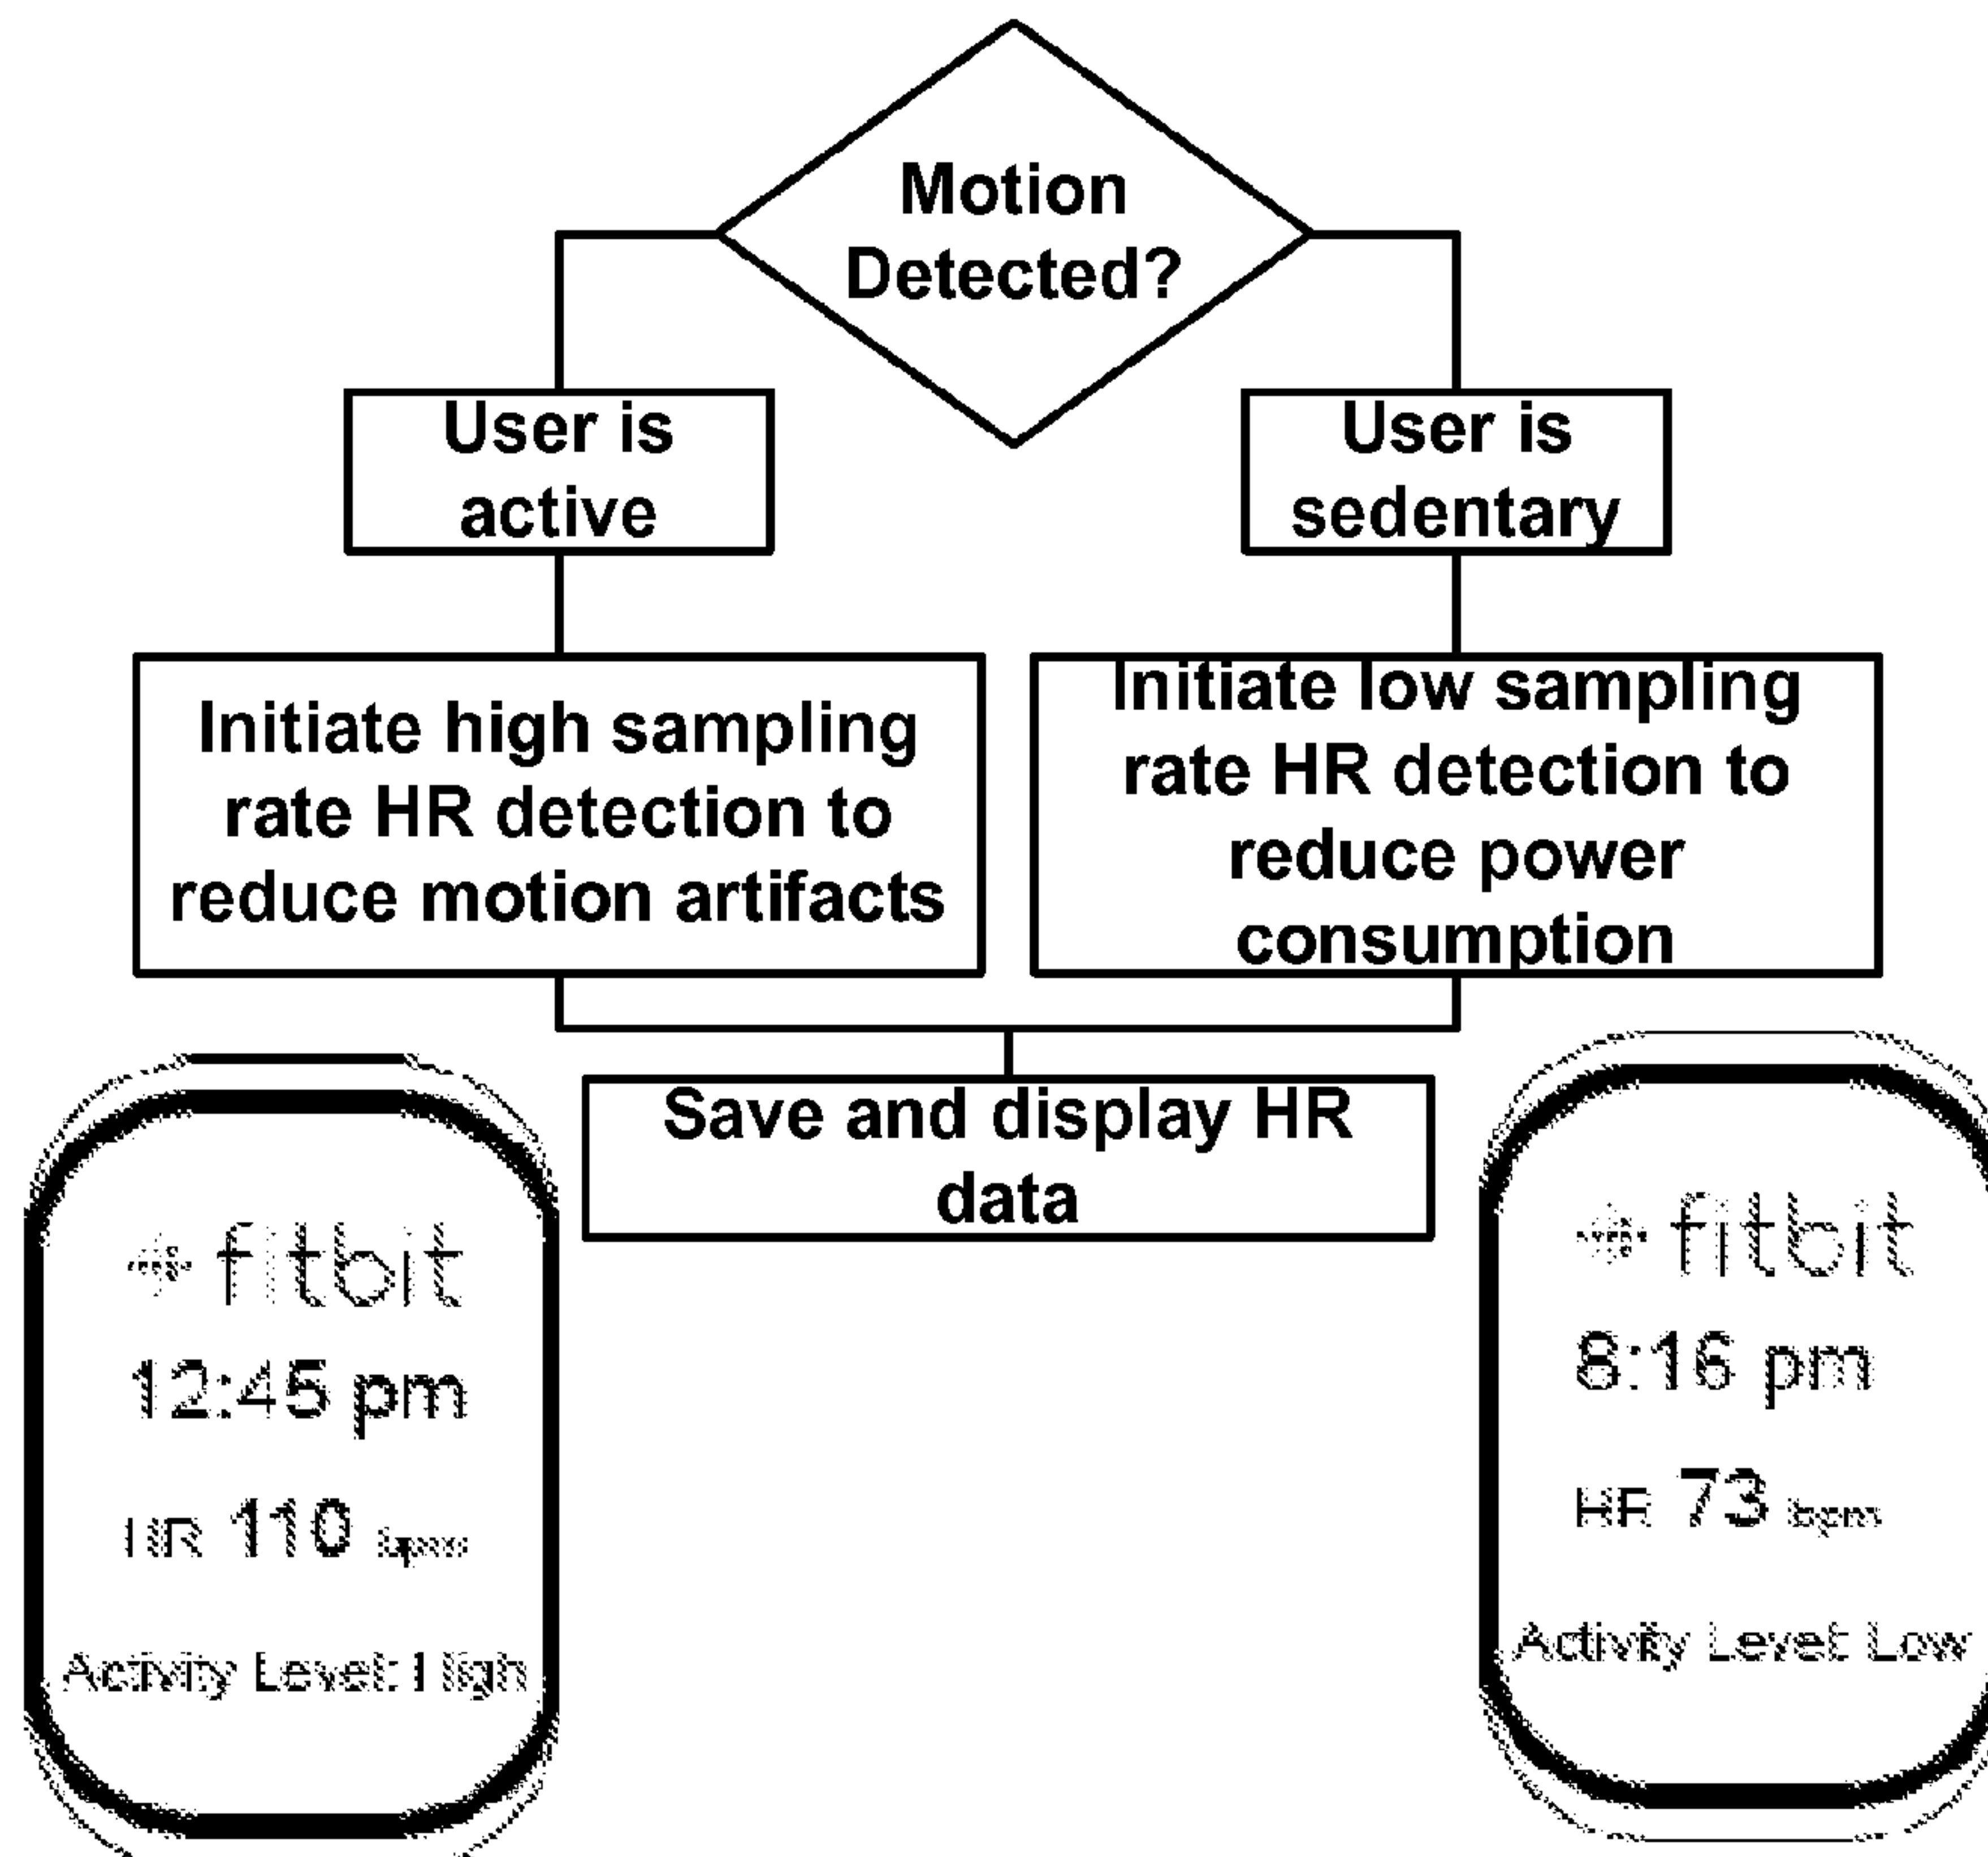 Motion
Detected?
User is
active
User is
sedentary
Initiate high sampling
rate HR detection to
reduce motion artifacts
Initiate low sampling
rate HR detection to
reduce power
consumption
Save and display HR
data
fitbit
12:45 pm
HR 110 bpm
Activity Level: High
fitbit
8:16 pm
HR 73 bpm
Activity Level: Low